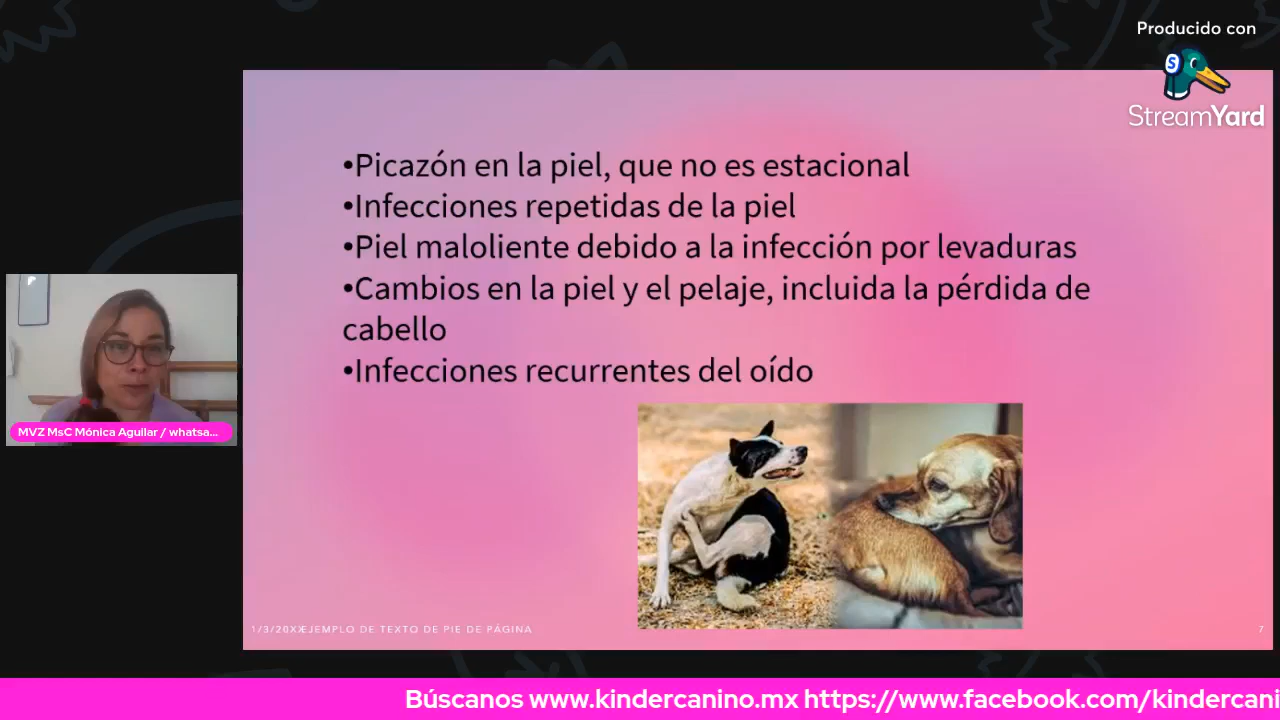 Producido con
StreamYard
•Picazón en la piel, que no es estacional
•Infecciones repetidas de la piel
•Piel maloliente debido a la infección por levaduras
•Cambios en la piel y el pelaje, incluida la pérdida de
cabello
•Infecciones recurrentes del oído
MVZ MsC Mónica Aguilar / whatsa...
1/3/20XX
EJEMPLO DE TEXTO DE PIE DE PÁGINA
7
Búscanos www.kindercanino.mx https://www.facebook.com/kindercani